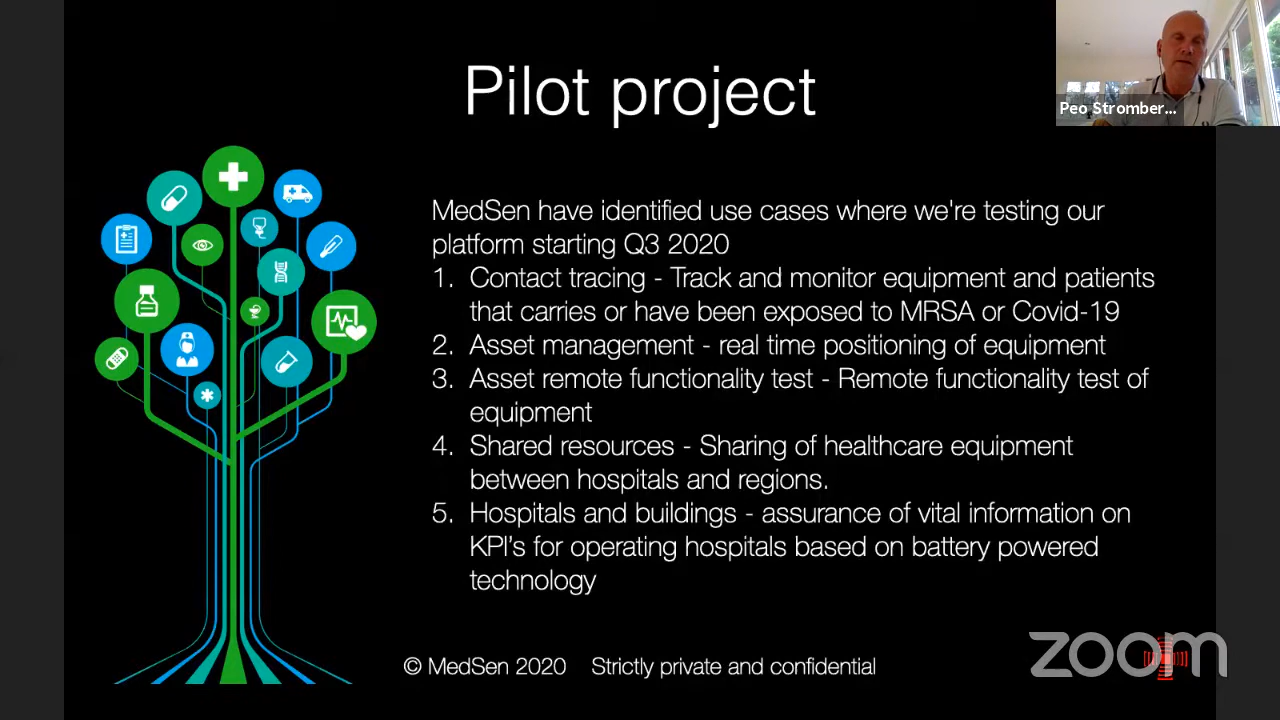 Pilot project
Peo Stromber...
MedSen have identified use cases where we're testing our
platform starting Q3 2020
1. Contact tracing - Track and monitor equipment and patients
that carries or have been exposed to MRSA or Covid-19
2. Asset management - real time positioning of equipment
3. Asset remote functionality test - Remote functionality test of
equipment
4. Shared resources - Sharing of healthcare equipment
between hospitals and regions.
5. Hospitals and buildings - assurance of vital information on
KPI's for operating hospitals based on battery powered
technology
© MedSen 2020 Strictly private and confidential
zoom